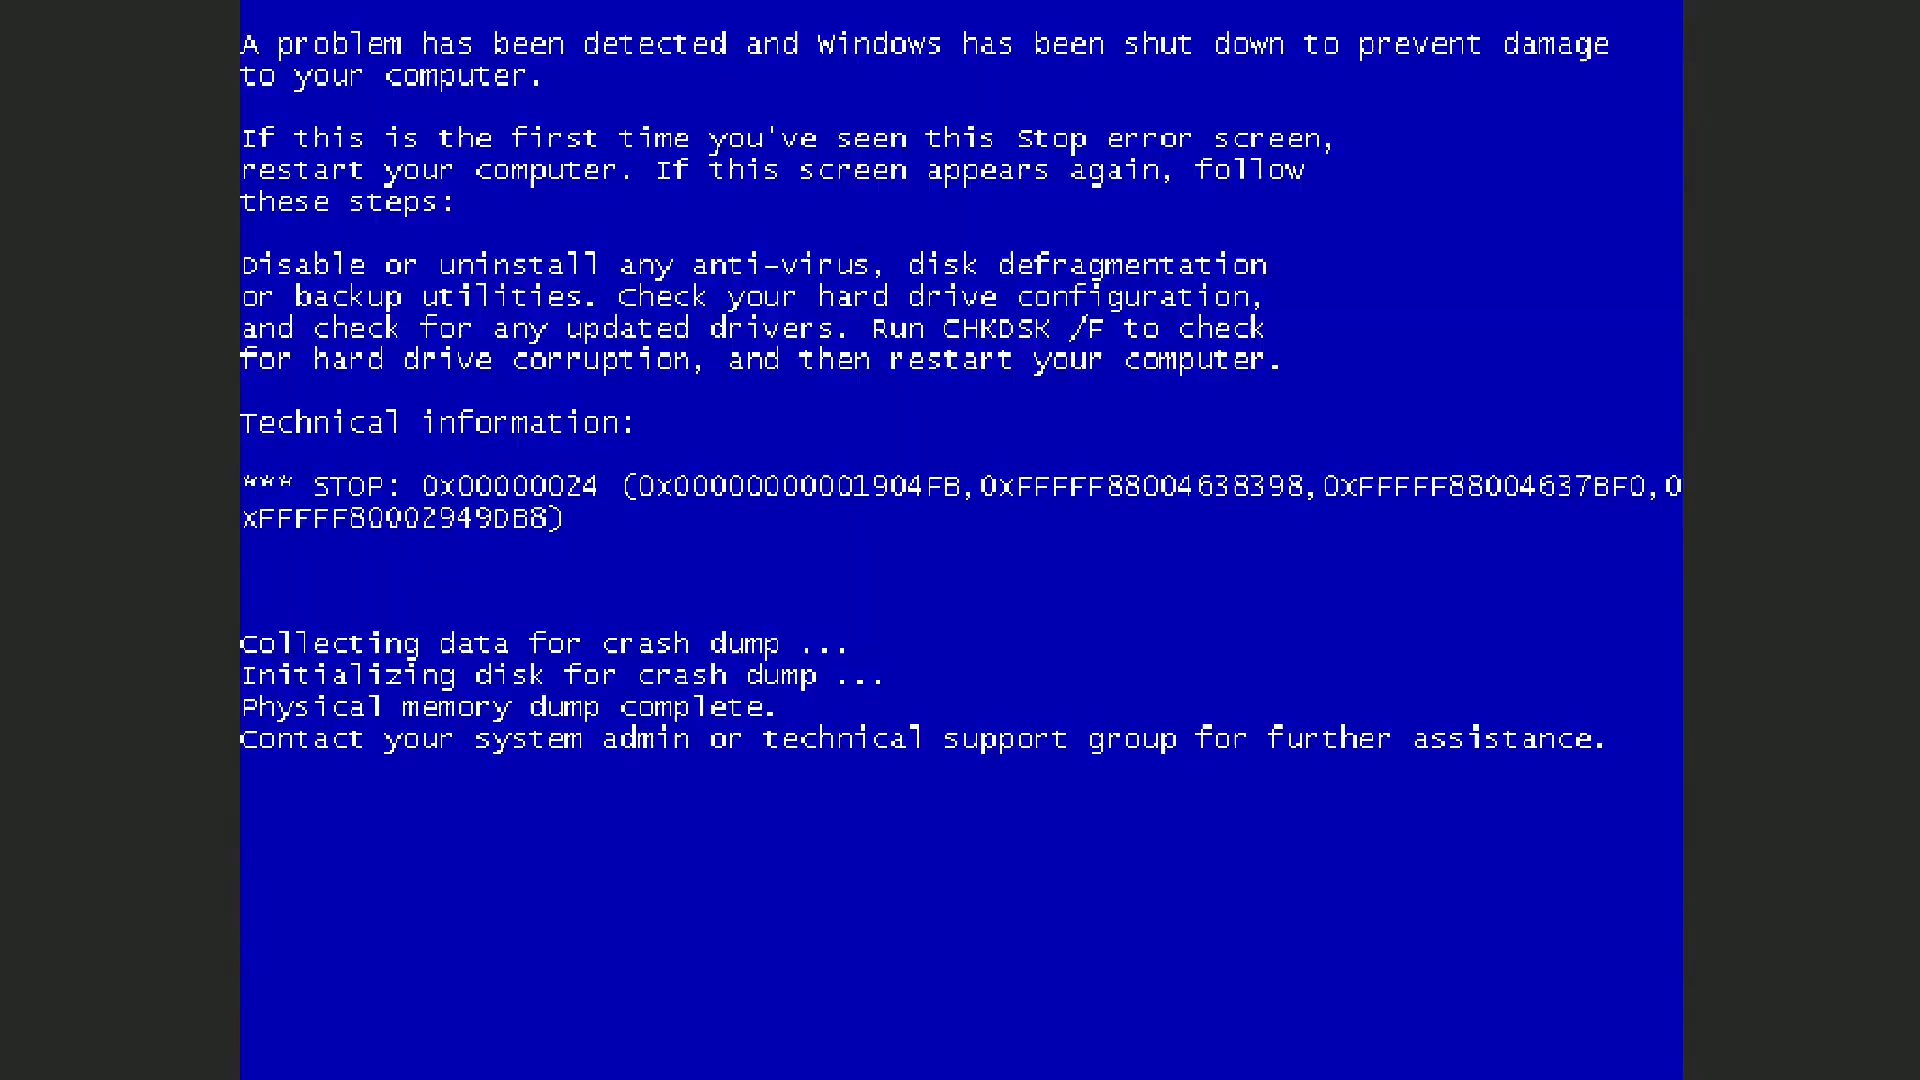 A problem has been detected and Windows has been shut down to prevent damage
to your computer.
If this is the first time you've seen this Stop error screen,
restart your computer. If this screen appears again, follow
these steps:
Disable or uninstall any anti-virus, disk defragmentation
or backup utilities. Check your hard drive configuration,
and check for any updated drivers. Run CHKDSK /F to check
for hard drive corruption, and then restart your computer.
Technical information:
*** STOP: 0x00000024 (0x00000000001904FB,0xFFFFF88004638398,0xFFFFF88004637BF0,0
xFFFFF80002949DB8)
Collecting data for crash dump ...
Initializing disk for crash dump ...
Physical memory dump complete.
Contact your system admin or technical support group for further assistance.